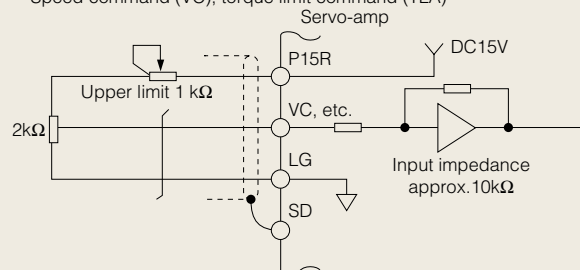 Speed command (VC), torque limit command (TLA)
Servo-amp
P15R
DC15V
Upper limit 1 kΩ
VC, etc.
2kΩ
LG
Input impedance
approx.10kΩ
SD